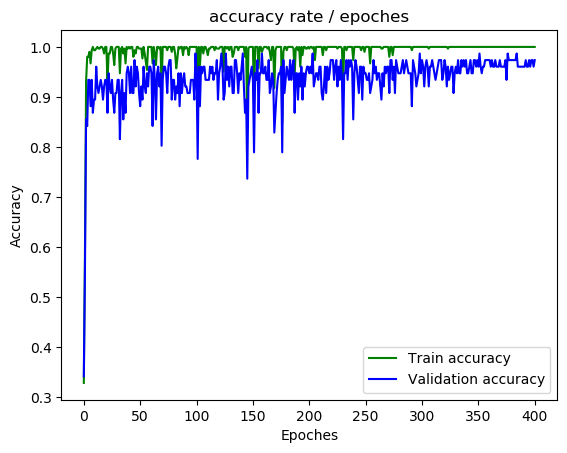 accuracy rate / epoches
1.0
0.9
0.8
0.7
0.6
0.5
0.4
0.3
Accuracy
0 50 100 150 200 250 300 350 400
Epoches
Train accuracy
Validation accuracy